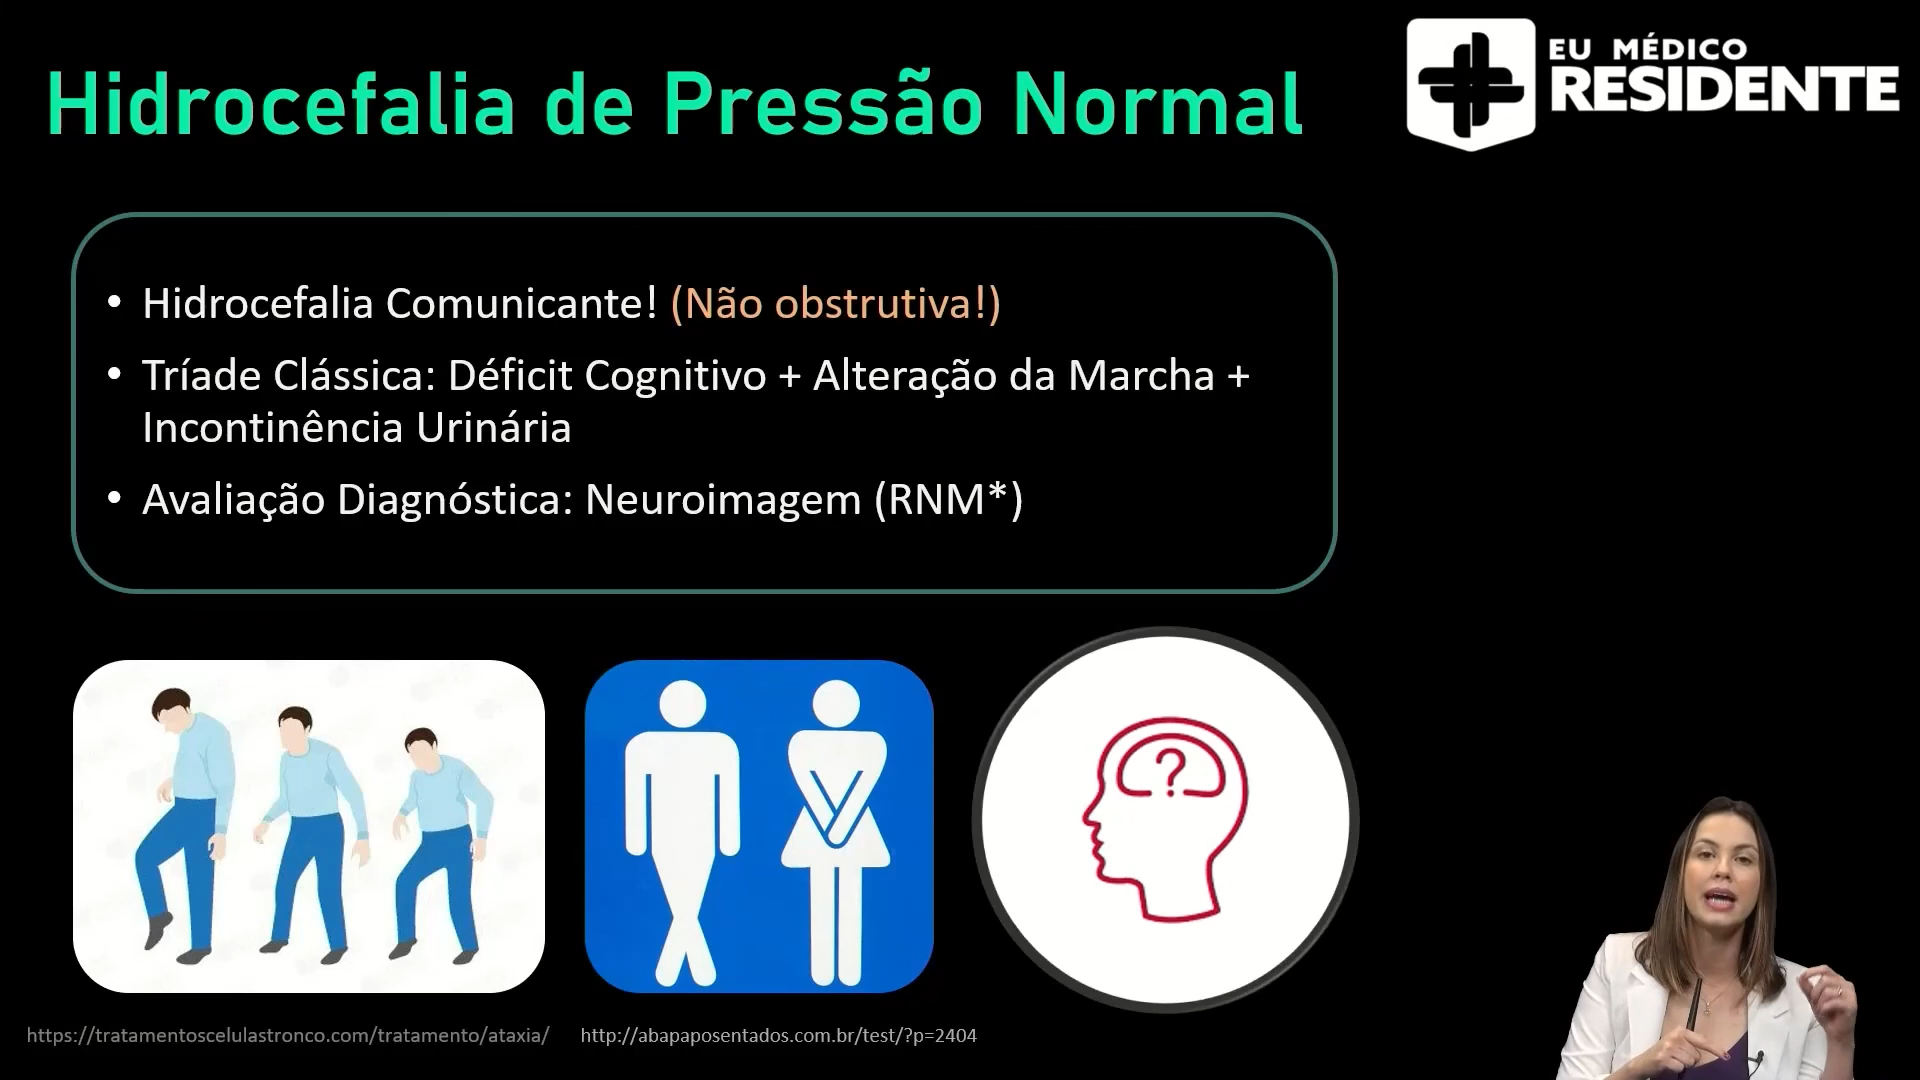 Hidrocefalia de Pressão Normal
EU MÉDICO
RESIDENTE
• Hidrocefalia Comunicante! (Não obstrutiva!)
• Tríade Clássica: Déficit Cognitivo + Alteração da Marcha +
Incontinência Urinária
• Avaliação Diagnóstica: Neuroimagem (RNM*)
?
https://tratamentoscelulastronco.com/tratamento/ataxia/
http://abapaposentados.com.br/test/?p=2404